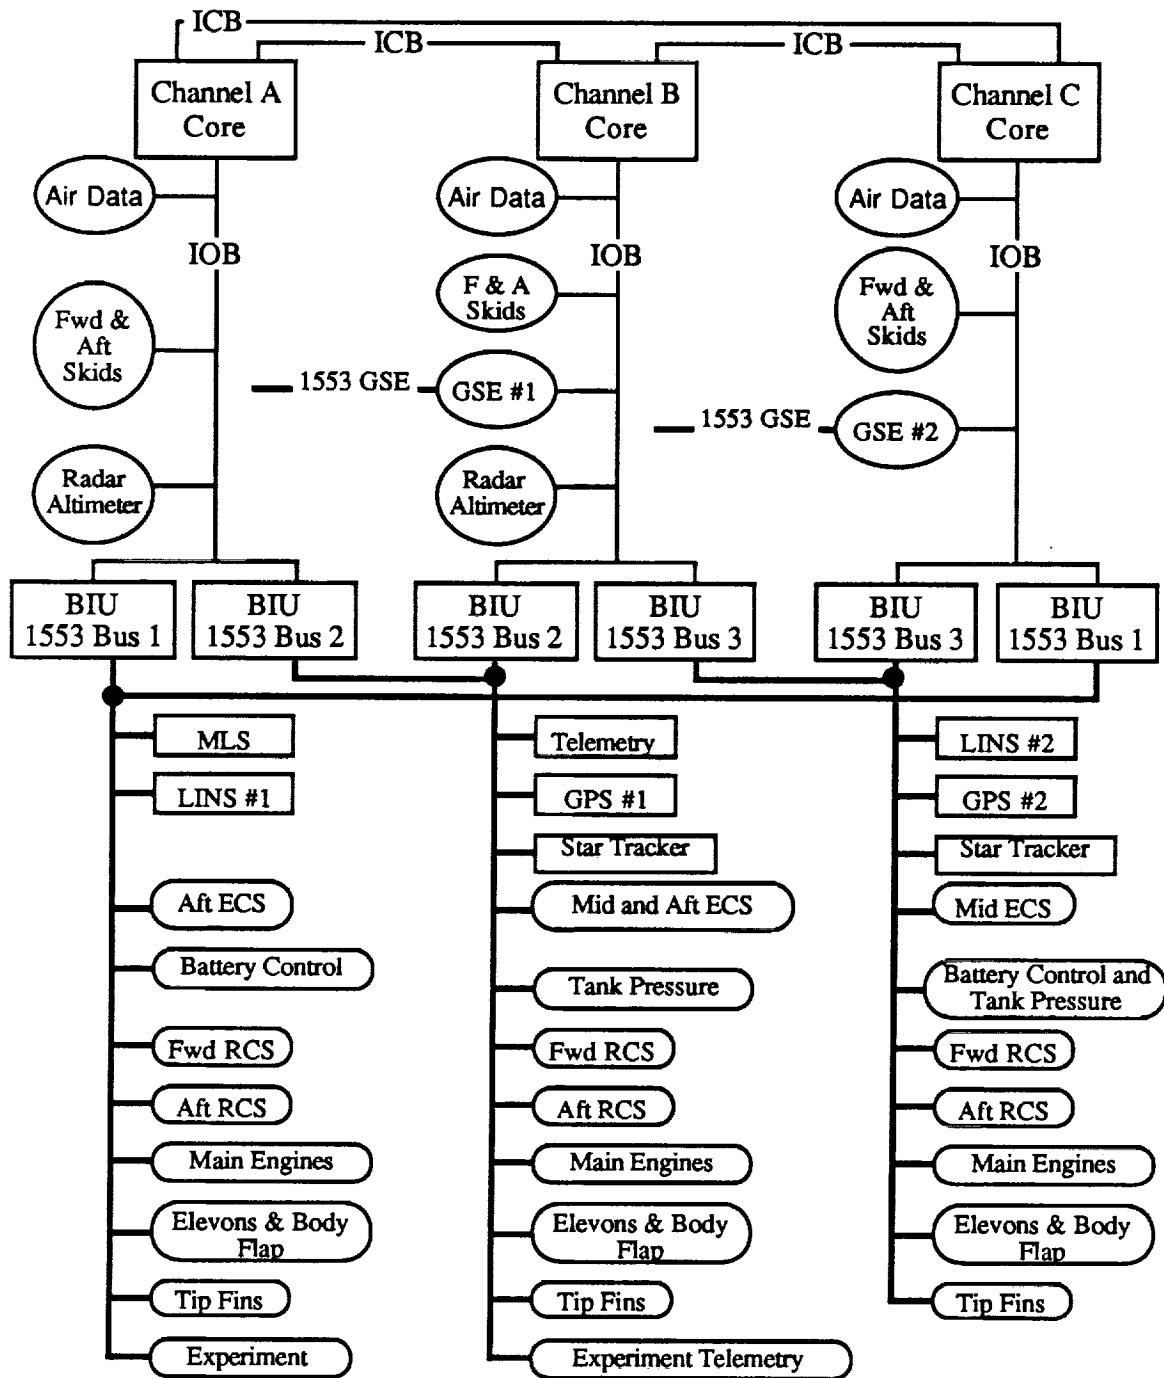 ICB
ICB
ICB
Channel A
Core
Channel B
Core
Channel C
Core
Air Data
Air Data
Air Data
IOB
IOB
IOB
Fwd &
Aft
Skids
F & A
Skids
Fwd &
Aft
Skids
1553 GSE
GSE #1
1553 GSE
GSE #2
Radar
Altimeter
Radar
Altimeter
BIU
1553 Bus 1
BIU
1553 Bus 2
BIU
1553 Bus 2
BIU
1553 Bus 3
BIU
1553 Bus 3
BIU
1553 Bus 1
MLS
LINS #1
Aft ECS
Battery Control
Fwd RCS
Aft RCS
Main Engines
Elevons & Body
Flap
Tip Fins
Experiment
Telemetry
GPS #1
Star Tracker
Mid and Aft ECS
Tank Pressure
Fwd RCS
Aft RCS
Main Engines
Elevons & Body
Flap
Tip Fins
Experiment Telemetry
LINS #2
GPS #2
Star Tracker
Mid ECS
Battery Control and
Tank Pressure
Fwd RCS
Aft RCS
Main Engines
Elevons & Body
Flap
Tip Fins